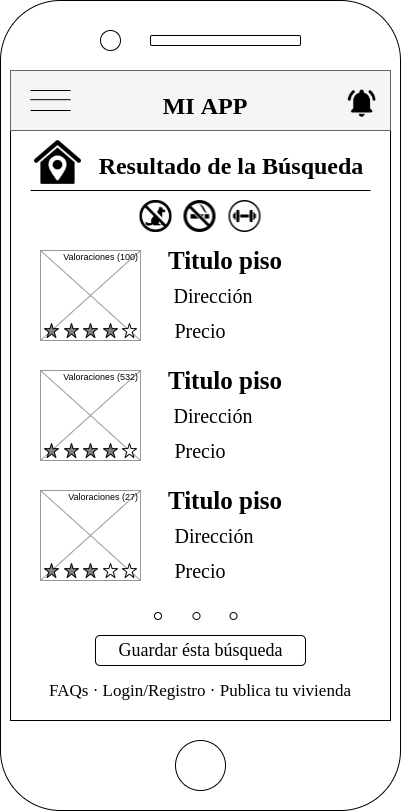 MI APP
Resultado de la Búsqueda
Valoraciones (100)
Titulo piso
Dirección
Precio
Valoraciones (532)
Titulo piso
Dirección
Precio
Valoraciones (27)
Titulo piso
Dirección
Precio
Guardar ésta búsqueda
FAQs · Login/Registro · Publica tu vivienda